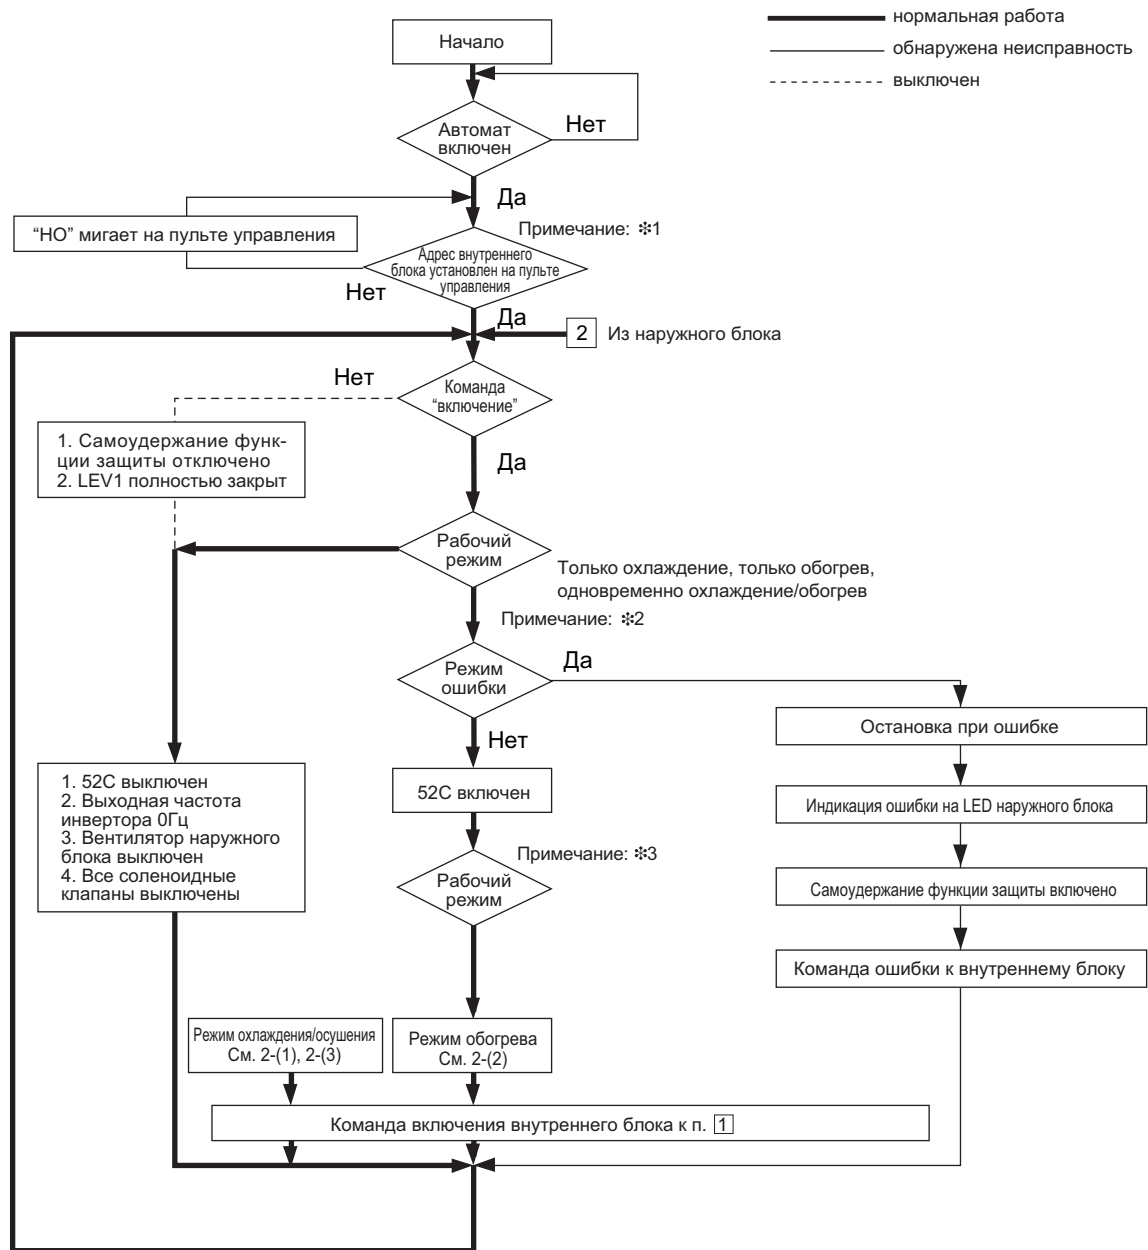 нормальная работа
обнаружена неисправность
выключен
Начало
Автомат
включен
Нет
Да
“HO” мигает на пульте управления
Примечание: ✻1
Адрес внутреннего
блока установлен на пульте
управления
Нет
Да
2 Из наружного блока
Нет
Команда
“включение”
1. Самоудержание функ-
ции защиты отключено
2. LEV1 полностью закрыт
Да
Рабочий
режим
Только охлаждение, только обогрев,
одновременно охлаждение/обогрев
Примечание: ✻2
Режим
ошибки
Да
Остановка при ошибке
Нет
1. 52C выключен
2. Выходная частота
инвертора 0Гц
3. Вентилятор наружного
блока выключен
4. Все соленоидные
клапаны выключены
52C включен
Индикация ошибки на LED наружного блока
Примечание: ✻3
Рабочий
режим
Самоудержание функции защиты включено
Команда ошибки к внутреннему блоку
Режим охлаждения/осушения
См. 2-(1), 2-(3)
Режим обогрева
См. 2-(2)
Команда включения внутреннего блока к п. 1